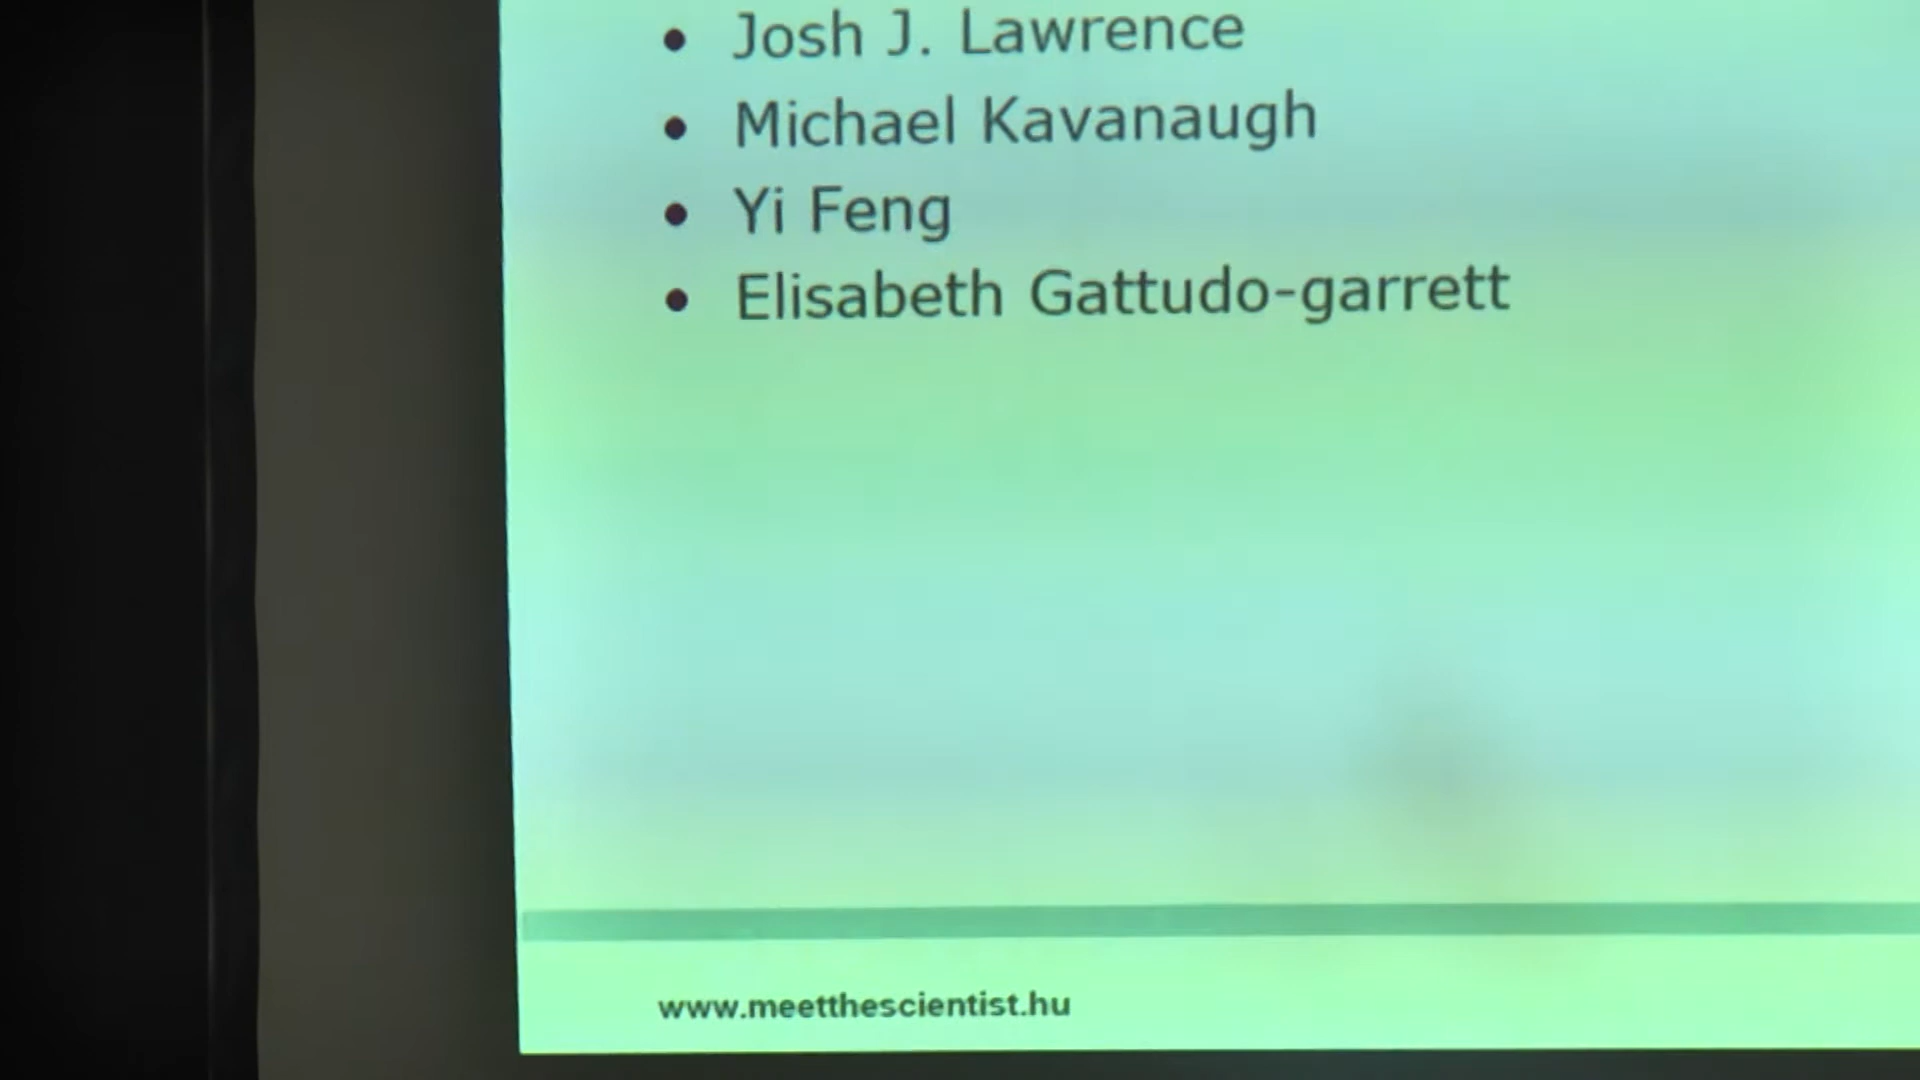 • Josh J. Lawrence
• Michael Kavanaugh
• Yi Feng
• Elisabeth Gattudo-garrett
www.meetthescientist.hu